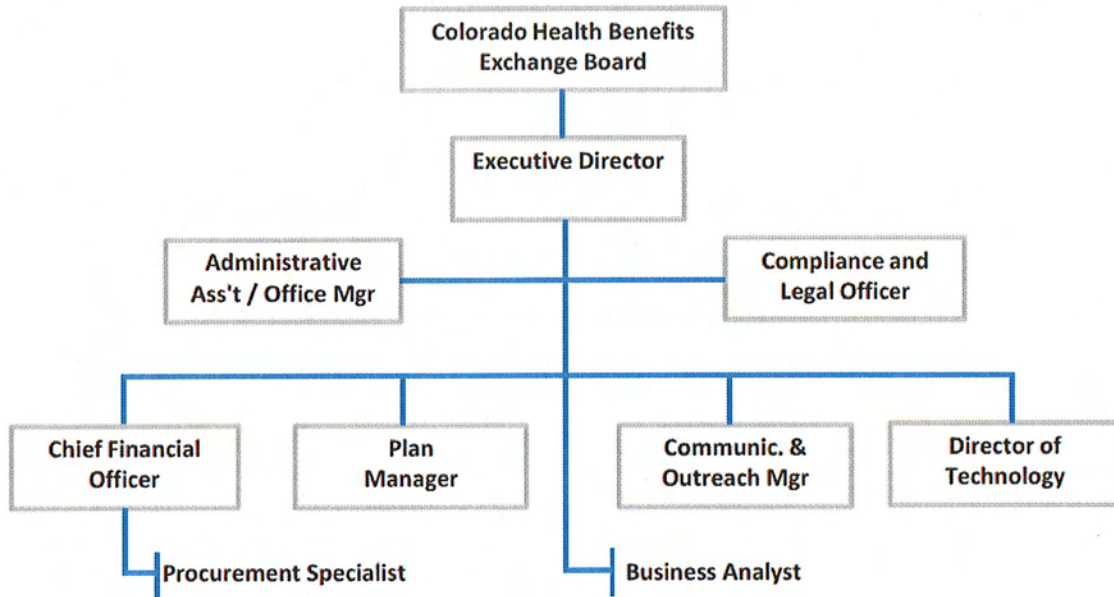 Colorado Health Benefits
Exchange Board
Executive Director
Administrative
Ass't / Office Mgr
Compliance and
Legal Officer
Chief Financial
Officer
Plan
Manager
Communic. &
Outreach Mgr
Director of
Technology
Procurement Specialist
Business Analyst